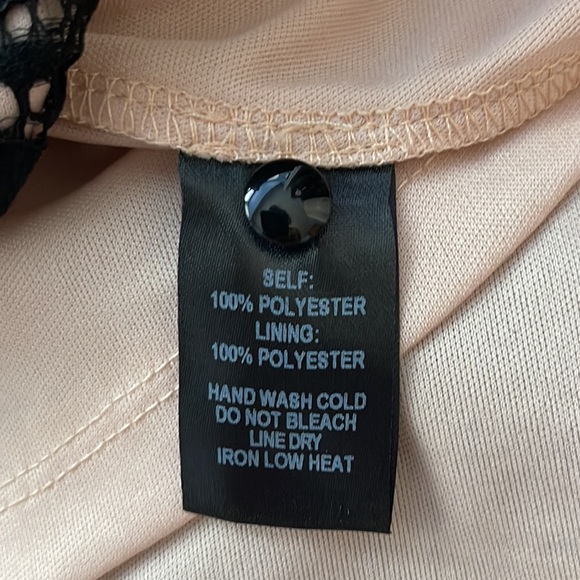 SELF:
100% POLYESTER
LINING:
100% POLYESTER
HAND WASH COLD
DO NOT BLEACH
LINE DRY
IRON LOW HEAT